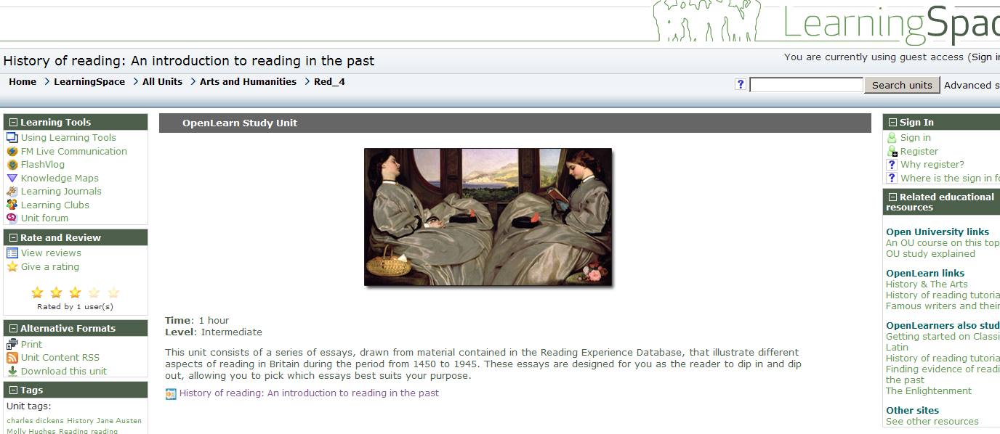 LearningSpac
History of reading: An introduction to reading in the past
You are currently using guest access (Sign in
Home > LearningSpace > All Units > Arts and Humanities > Red_4
? Search units Advanced s
Learning Tools
Using Learning Tools
FM Live Communication
FlashVlog
Knowledge Maps
Learning Journals
Learning Clubs
Unit forum
Rate and Review
View reviews
Give a rating
Rated by 1 user(s)
Alternative Formats
Print
Unit Content RSS
Download this unit
Tags
Unit tags:
charles dickens History Jane Austen
Molly Hughes Reading reading
OpenLearn Study Unit
Time: 1 hour
Level: Intermediate
This unit consists of a series of essays, drawn from material contained in the Reading Experience Database, that illustrate different
aspects of reading in Britain during the period from 1450 to 1945. These essays are designed for you as the reader to dip in and dip
out, allowing you to pick which essays best suits your purpose.
History of reading: An introduction to reading in the past
Sign In
Sign in
Register
? Why register?
? Where is the sign in fo
Related educational
resources
Open University links
An OU course on this top
OU study explained
OpenLearn links
History & The Arts
History of reading tutoria
Famous writers and their
OpenLearners also stud
Getting started on Classi
Latin
History of reading tutoria
Finding evidence of readi
the past
The Enlightenment
Other sites
See other resources